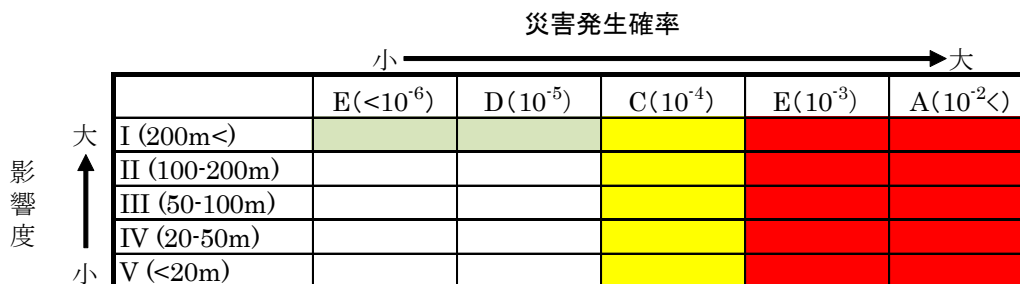 災害発生確率
小 大
E(<10⁻⁶) D(10⁻⁵) C(10⁻⁴) E(10⁻³) A(10⁻²<)
大 I (200m<)
II (100-200m)
III (50-100m)
IV (20-50m)
小 V (<20m)
影響度